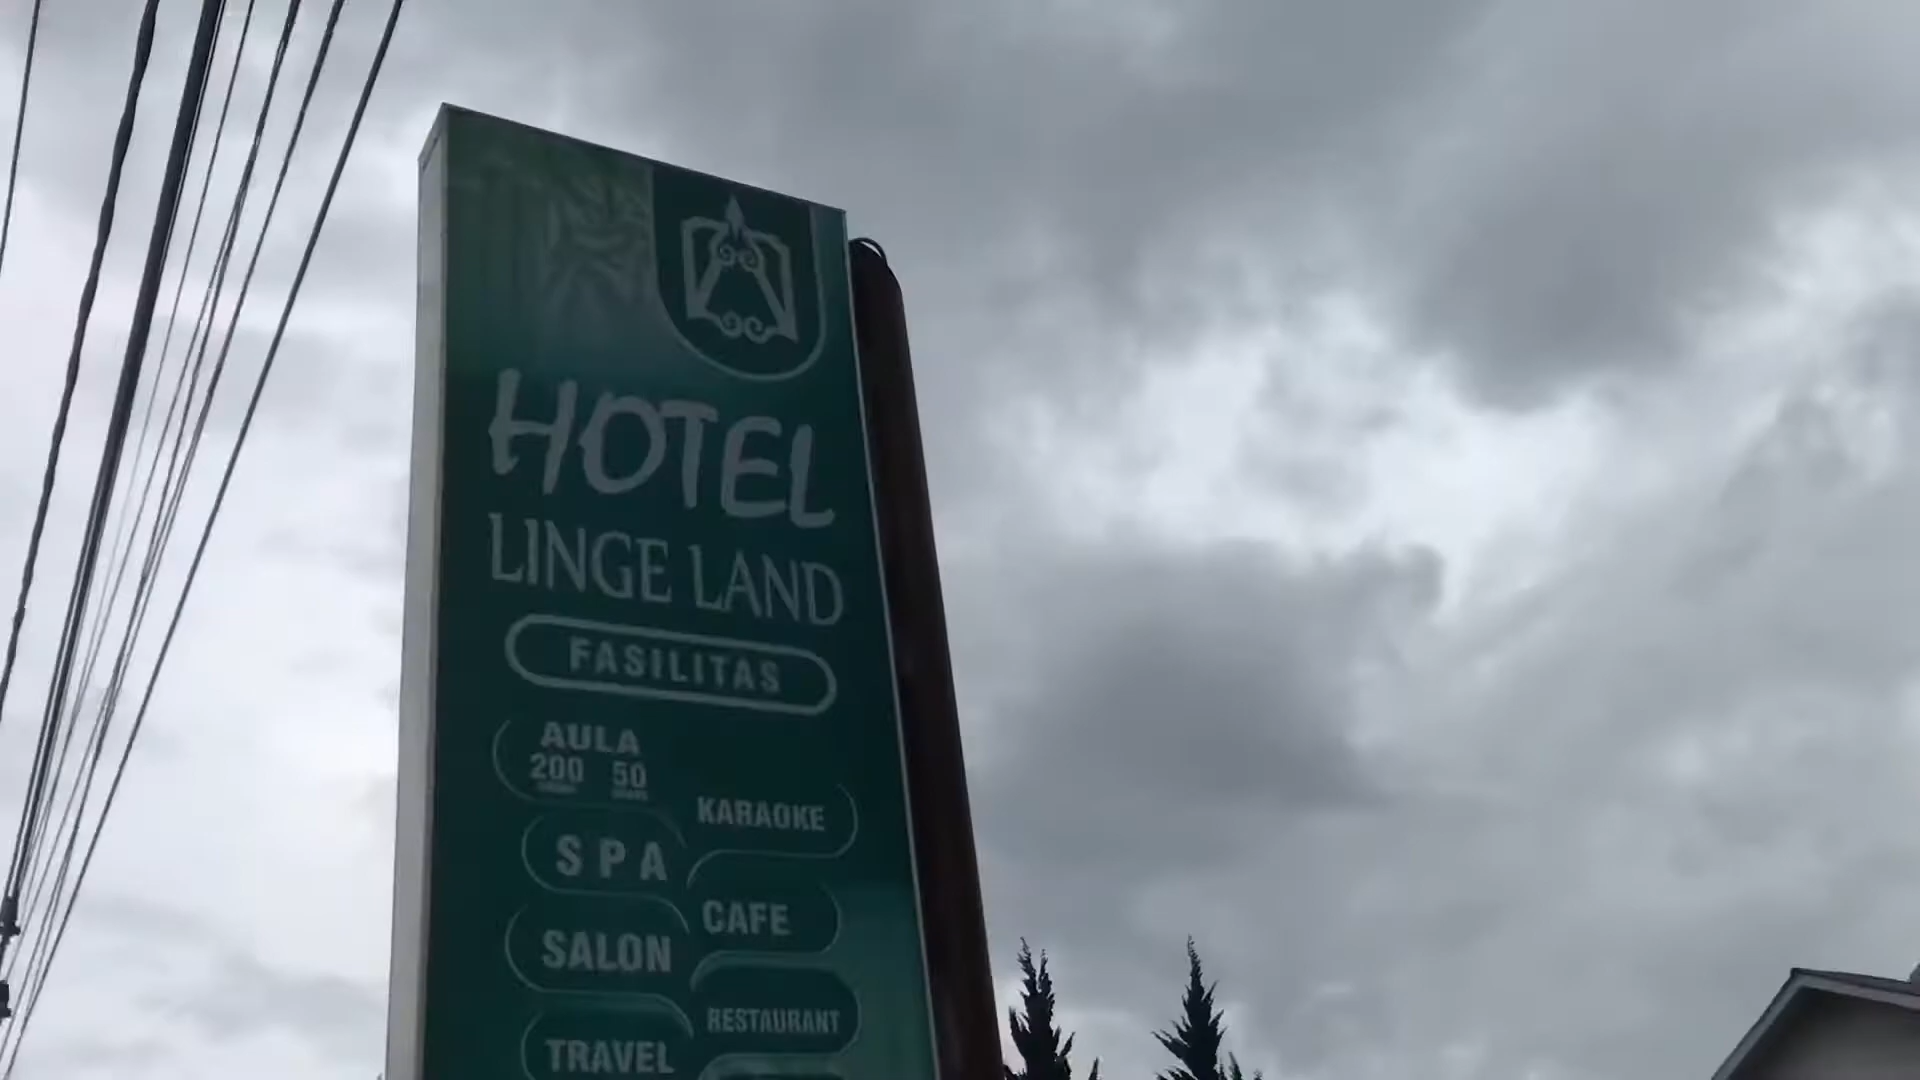 HOTEL
LINGE LAND
FASILITAS
AULA
200 50
KARAOKE
SPA
CAFE
SALON
RESTAURANT
TRAVEL